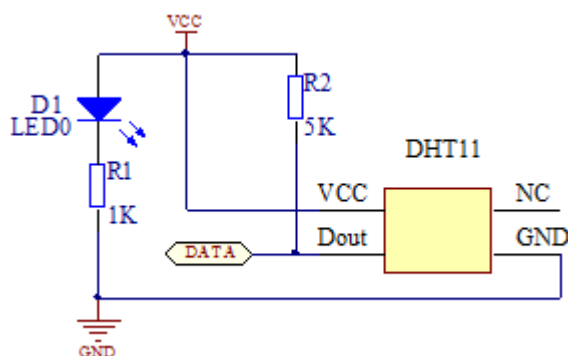 VCC
R2
5K
D1
LED0
R1
1K
DHT11
VCC
NC
Dout
GND
DATA
GND